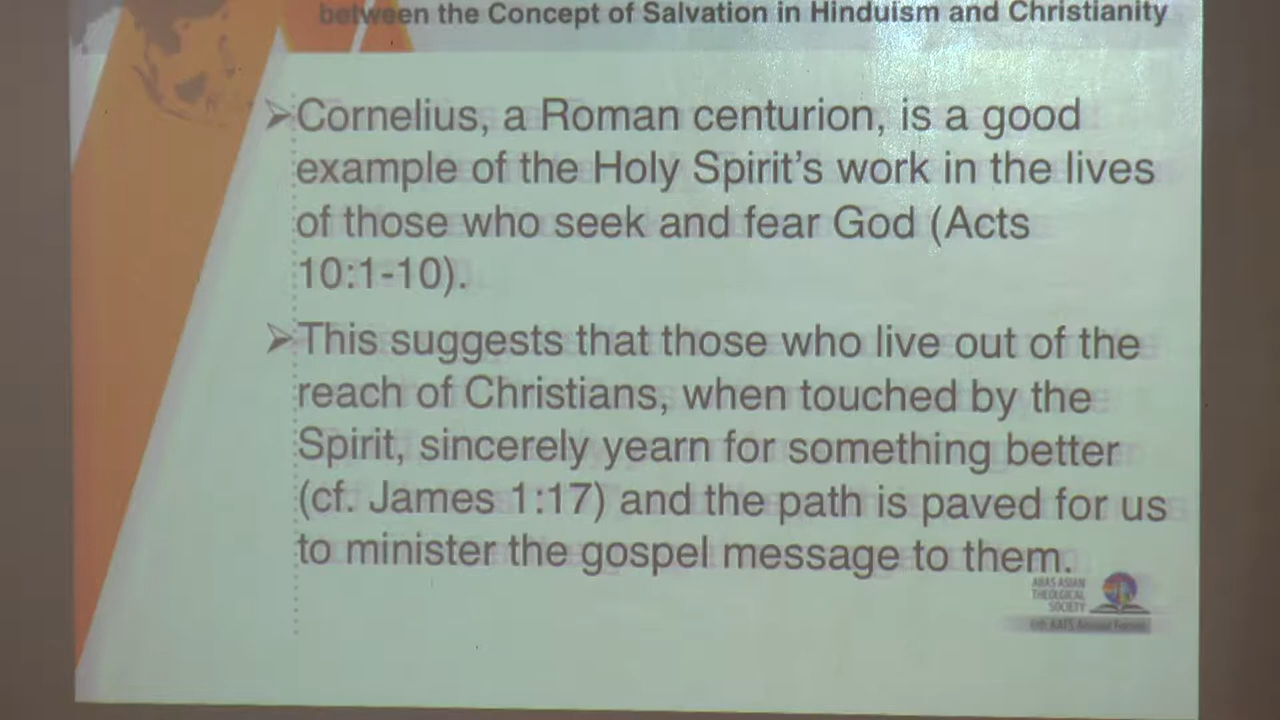 between the Concept of Salvation in Hinduism and Christianity
➢Cornelius, a Roman centurion, is a good
example of the Holy Spirit’s work in the lives
of those who seek and fear God (Acts
10:1-10).
➢This suggests that those who live out of the
reach of Christians, when touched by the
Spirit, sincerely yearn for something better
(cf. James 1:17) and the path is paved for us
to minister the gospel message to them.
ASIAN
THEOLOGICAL
SOCIETY